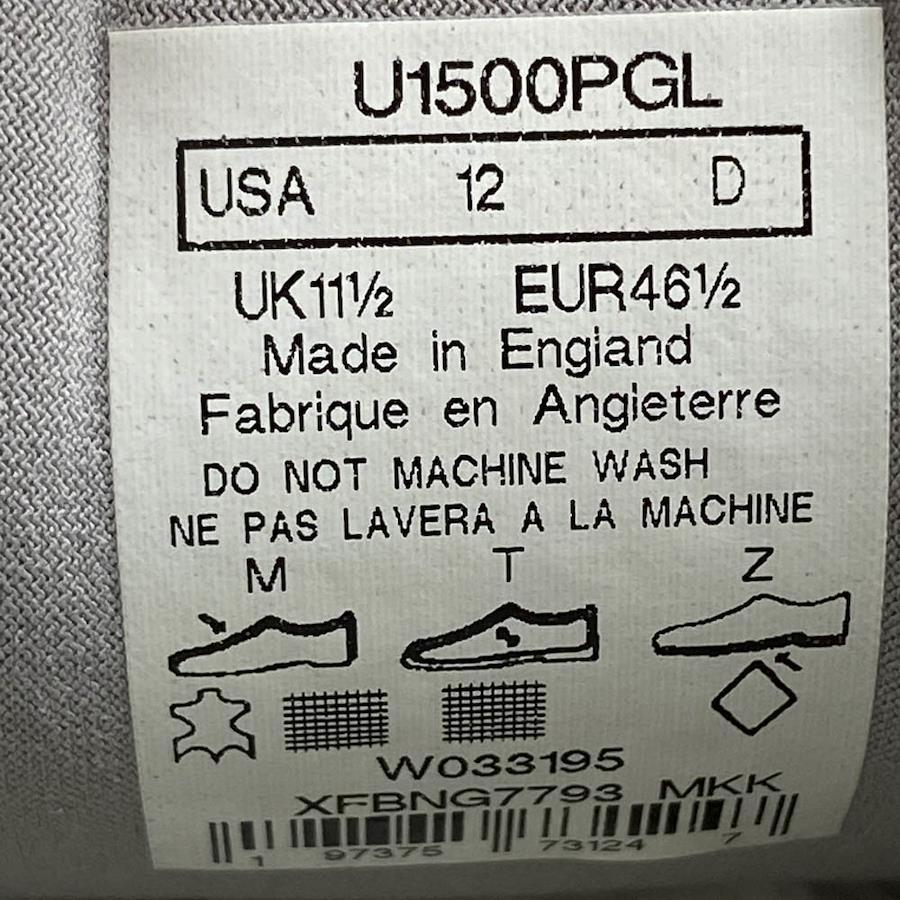 U1500PGL
USA 12 D
UK11½ EUR46½
Made in Engiand
Fabrique en Angieterre
DO NOT MACHINE WASH
NE PAS LAVERA A LA MACHINE
M T Z
W033195
XFBNG7793 MKK
1 97375 73124 7